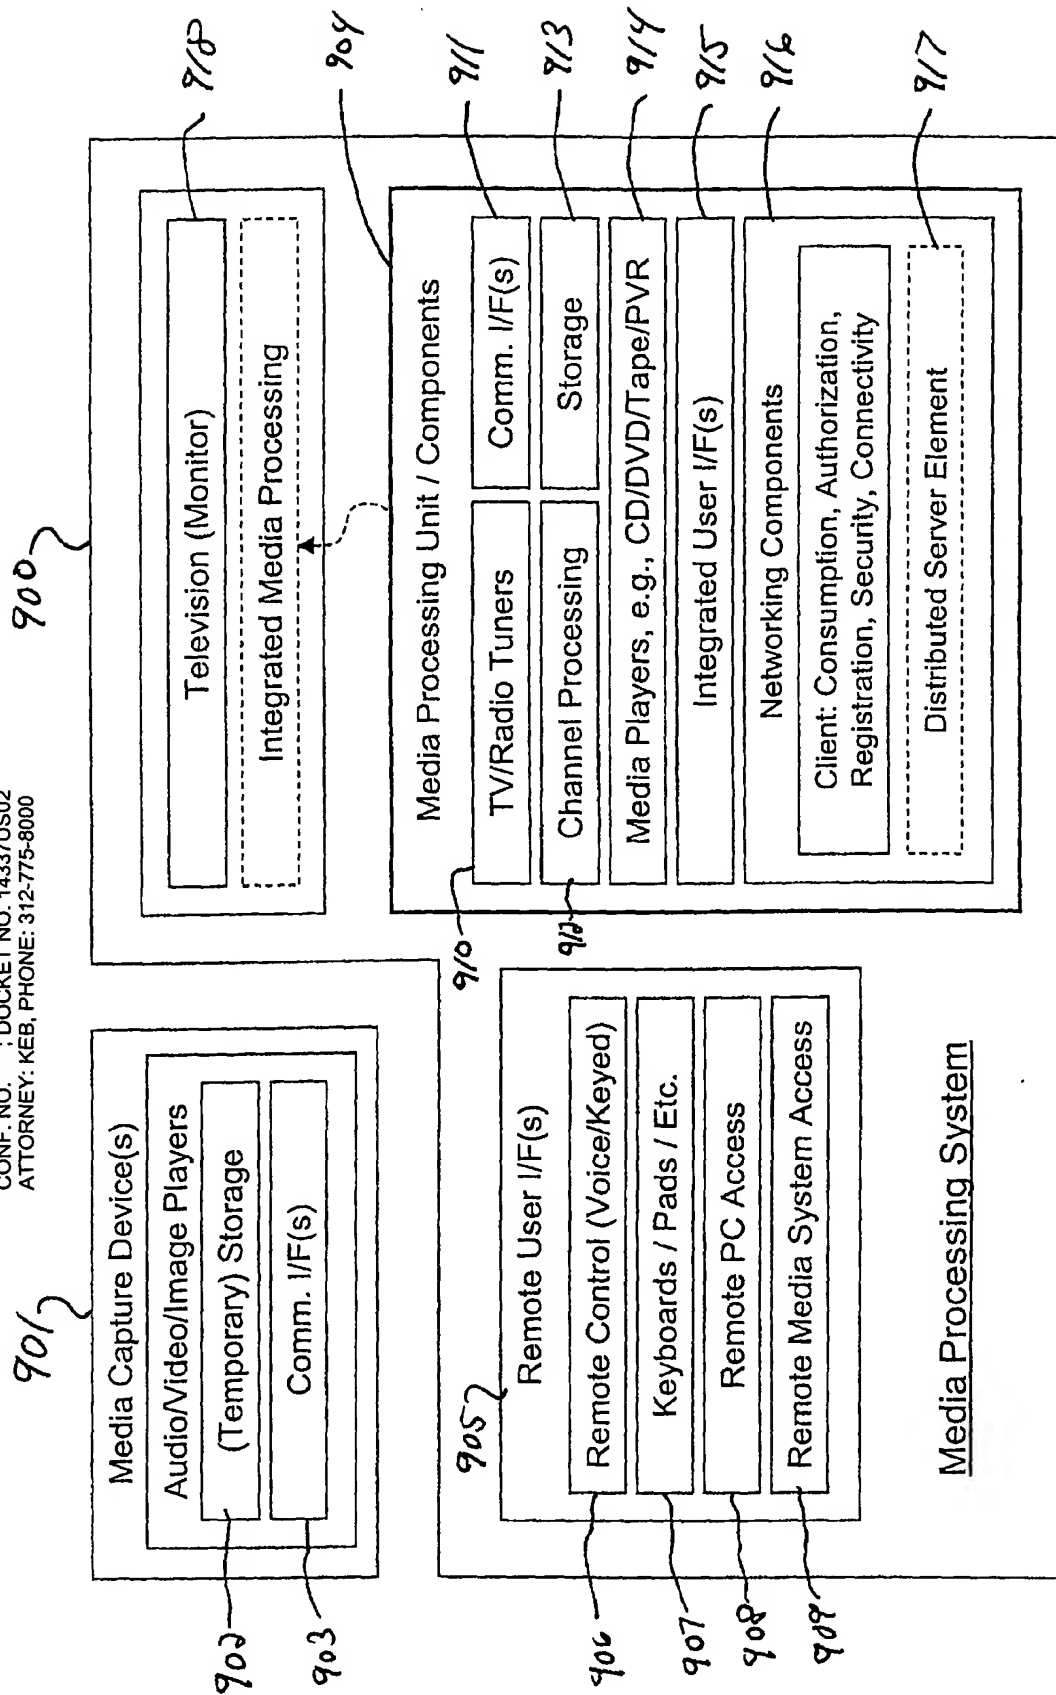 CONF. NO. : DOCKET NO. 14337US02
ATTORNEY: KEB, PHONE: 312-775-8000
900
901
Media Capture Device(s)
Audio/Video/Image Players
(Temporary) Storage
Comm. I/F(s)
902
903
918
Television (Monitor)
Integrated Media Processing
904
Media Processing Unit / Components
910
TV/Radio Tuners
Comm. I/F(s)
911
912
Channel Processing
Storage
913
Media Players, e.g., CD/DVD/Tape/PVR
914
Integrated User I/F(s)
915
Networking Components
916
Client: Consumption, Authorization,
Registration, Security, Connectivity
Distributed Server Element
917
905
Remote User I/F(s)
Remote Control (Voice/Keyed)
906
Keyboards / Pads / Etc.
907
Remote PC Access
908
Remote Media System Access
909
Media Processing System